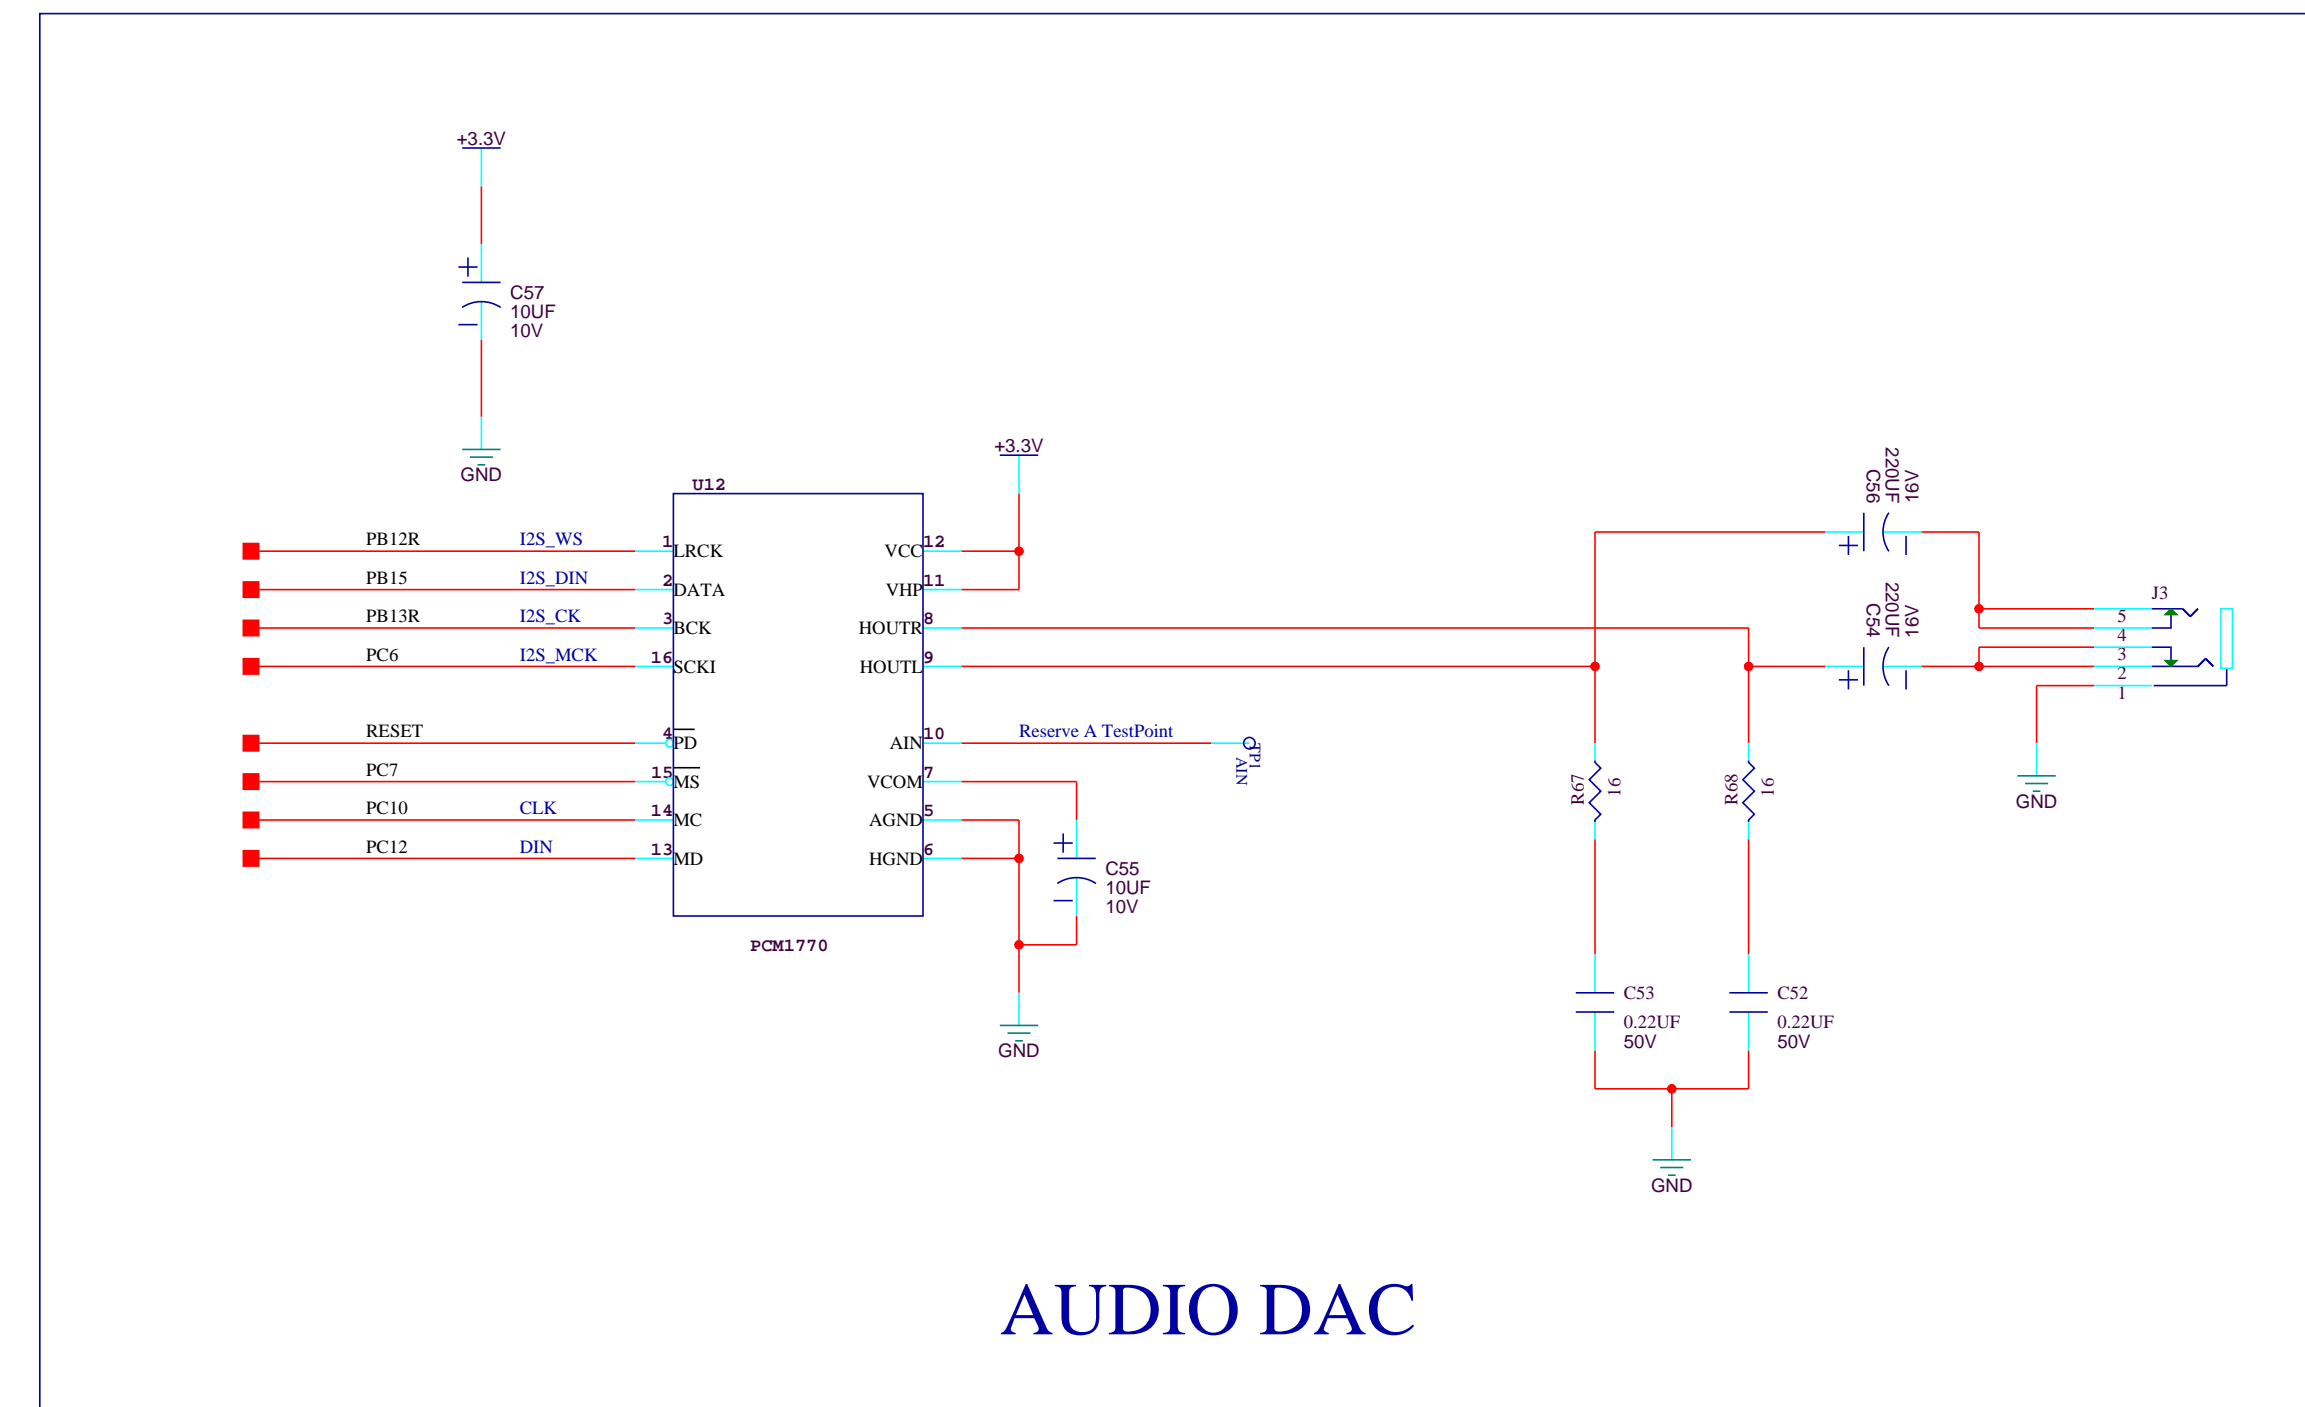 +3.3V
C57
10UF
10V
GND
+3.3V
U12
PB12R I2S_WS 1 LRCK
PB15 I2S_DIN 2 DATA
PB13R I2S_CK 3 BCK
PC6 I2S_MCK 16 SCKI
RESET 4 PD
PC7 15 MS
PC10 CLK 14 MC
PC12 DIN 13 MD
VCC 12
VHP 11
HOUTR 8
HOUTL 9
AIN 10 Reserve A TestPoint
VCOM 7
AGND 5
HGND 6
PCM1770
TP1
AIN
C55
10UF
10V
GND
16V
220UF
C56
16V
220UF
C54
J3
5
4
3
2
1
GND
R67
16
R68
16
C53
0.22UF
50V
C52
0.22UF
50V
GND
AUDIO DAC